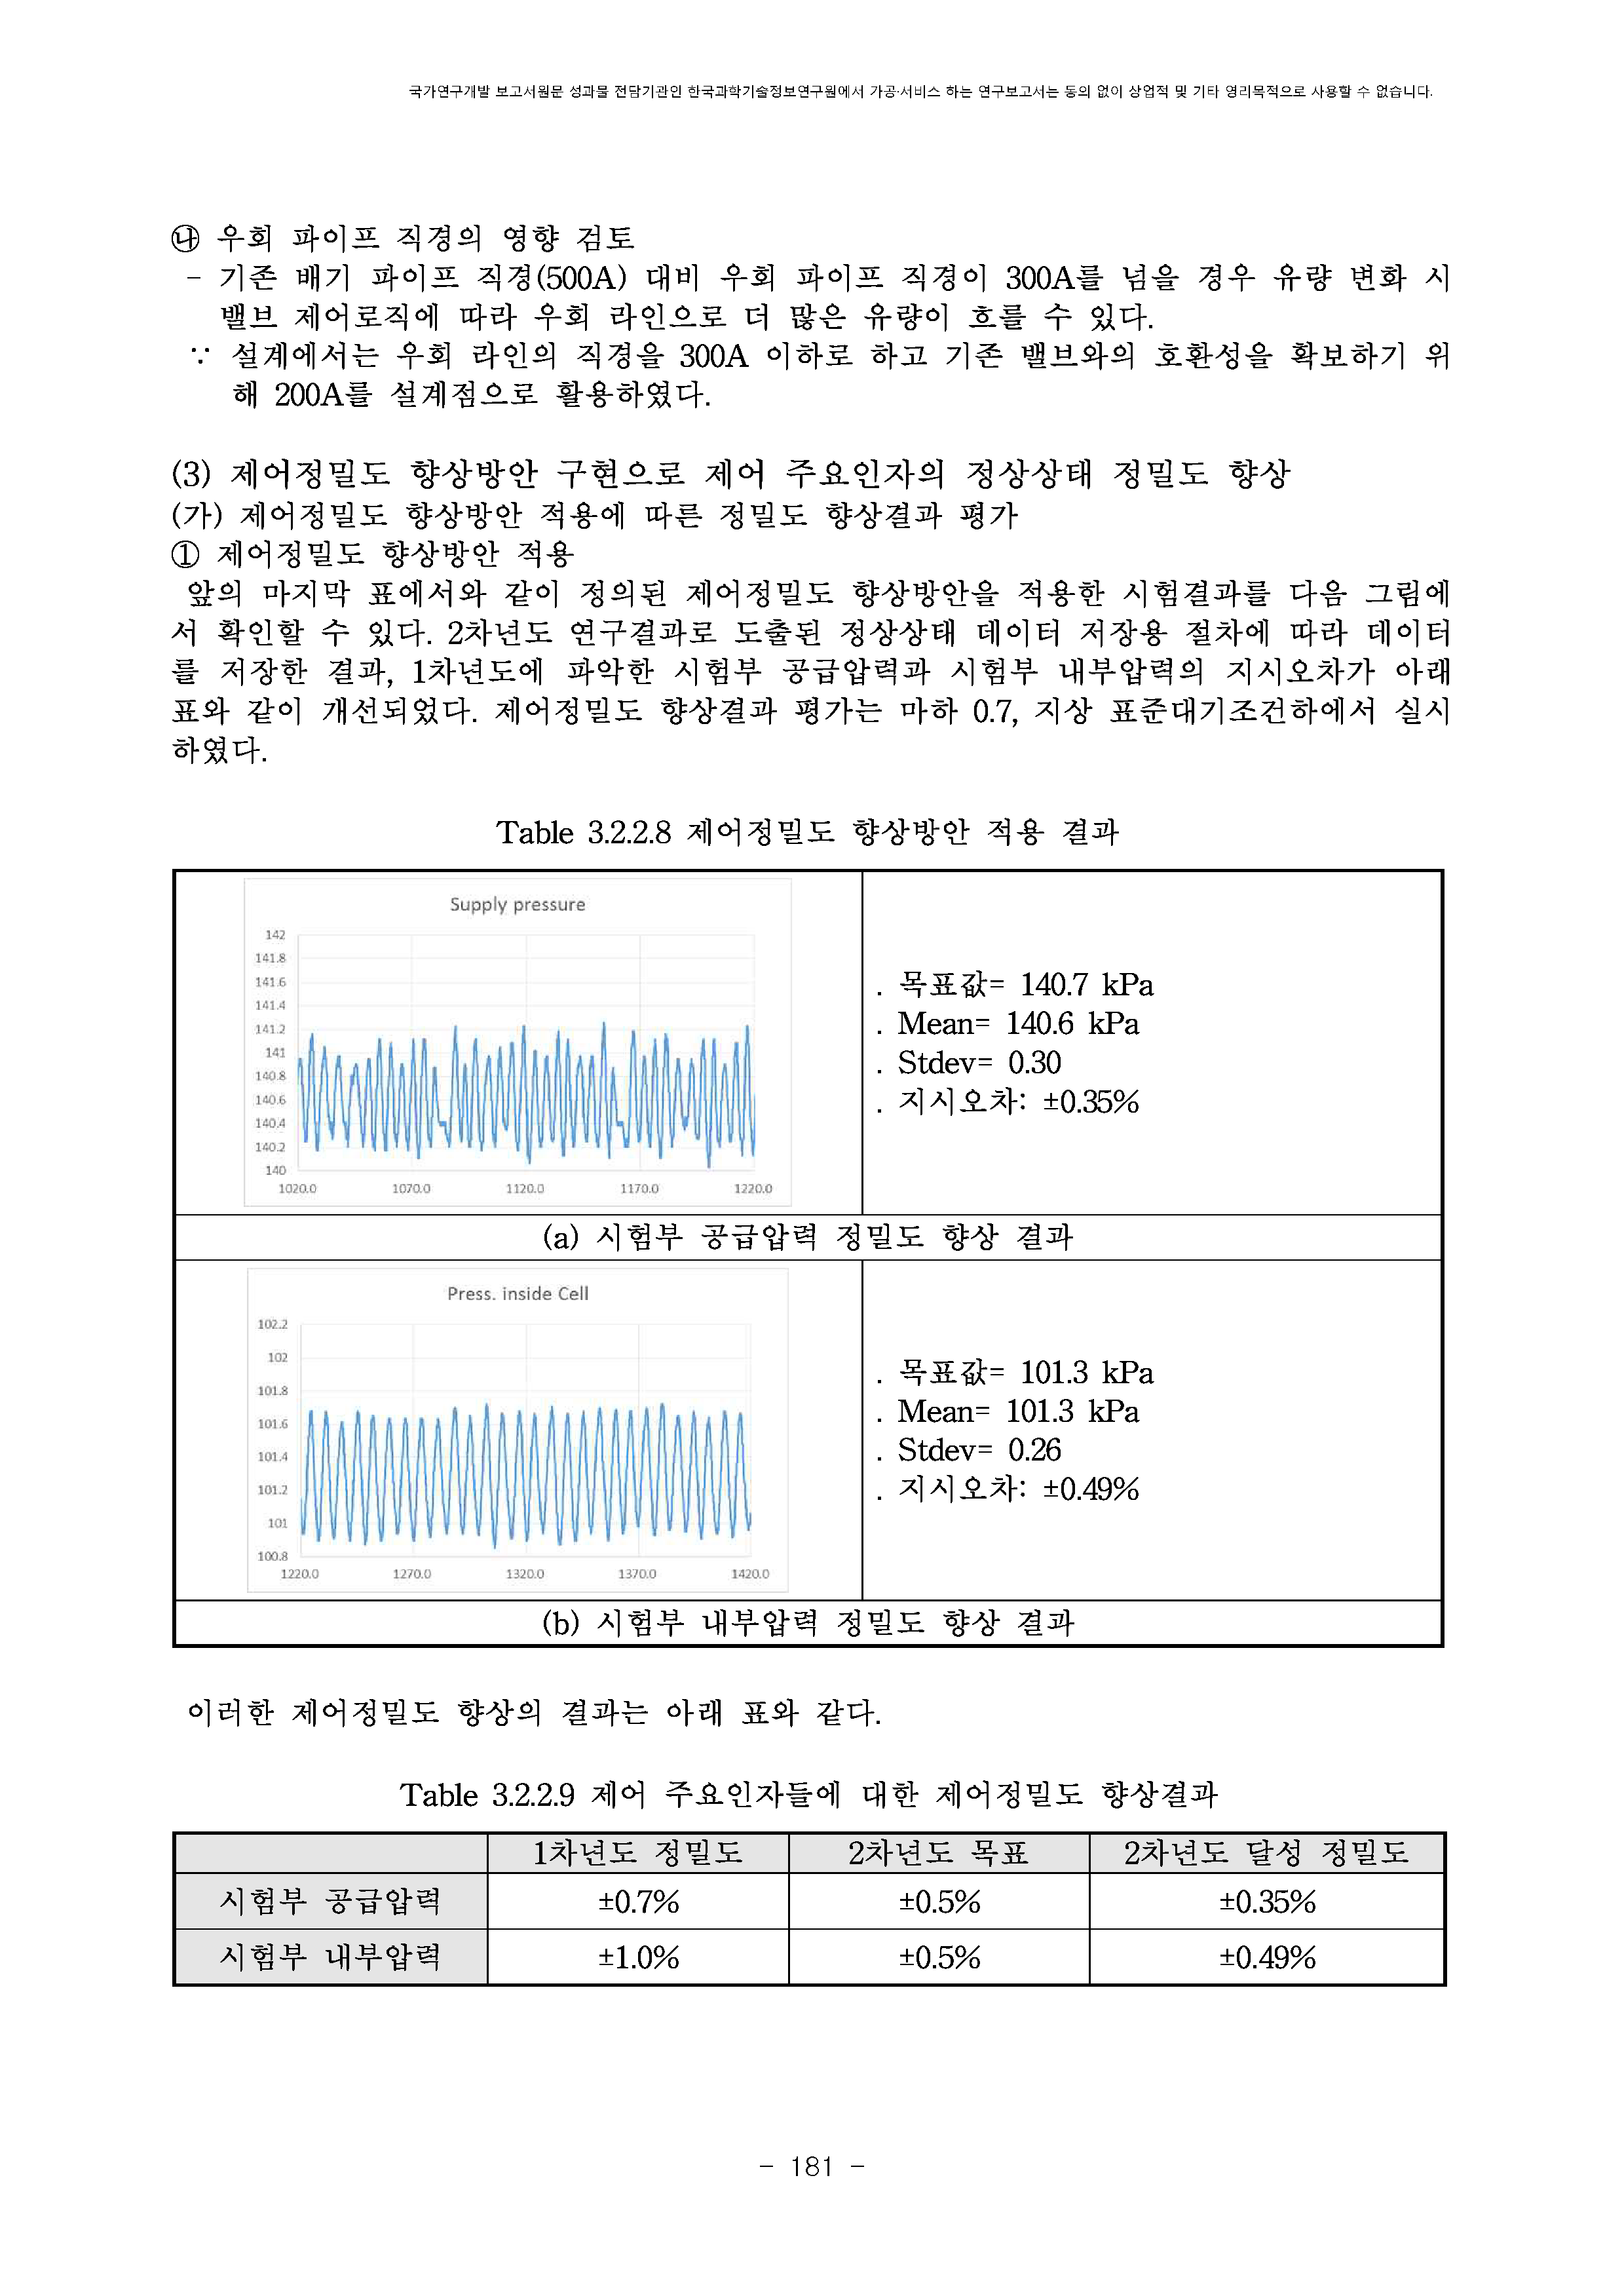 국가연구개발 보고서원문 성과물 전담기관인 한국과학기술정보연구원에서 가공·서비스 하는 연구보고서는 동의 없이 상업적 및 기타 영리목적으로 사용할 수 없습니다.
㉯ 우회 파이프 직경의 영향 검토
- 기존 배기 파이프 직경(500A) 대비 우회 파이프 직경이 300A를 넘을 경우 유량 변화 시
밸브 제어로직에 따라 우회 라인으로 더 많은 유량이 흐를 수 있다.
∵ 설계에서는 우회 라인의 직경을 300A 이하로 하고 기존 밸브와의 호환성을 확보하기 위
해 200A를 설계점으로 활용하였다.
(3) 제어정밀도 향상방안 구현으로 제어 주요인자의 정상상태 정밀도 향상
(가) 제어정밀도 향상방안 적용에 따른 정밀도 향상결과 평가
① 제어정밀도 향상방안 적용
앞의 마지막 표에서와 같이 정의된 제어정밀도 향상방안을 적용한 시험결과를 다음 그림에
서 확인할 수 있다. 2차년도 연구결과로 도출된 정상상태 데이터 저장용 절차에 따라 데이터
를 저장한 결과, 1차년도에 파악한 시험부 공급압력과 시험부 내부압력의 지시오차가 아래
표와 같이 개선되었다. 제어정밀도 향상결과 평가는 마하 0.7, 지상 표준대기조건하에서 실시
하였다.
Table 3.2.2.8 제어정밀도 향상방안 적용 결과
Supply pressure
142
141.8
141.6
141.4
141.2
141
140.8
140.6
140.4
140.2
140
1020.0 1070.0 1120.0 1170.0 1220.0
. 목표값= 140.7 kPa
. Mean= 140.6 kPa
. Stdev= 0.30
. 지시오차: ±0.35%
(a) 시험부 공급압력 정밀도 향상 결과
Press. inside Cell
102.2
102
101.8
101.6
101.4
101.2
101
100.8
1220.0 1270.0 1320.0 1370.0 1420.0
. 목표값= 101.3 kPa
. Mean= 101.3 kPa
. Stdev= 0.26
. 지시오차: ±0.49%
(b) 시험부 내부압력 정밀도 향상 결과
이러한 제어정밀도 향상의 결과는 아래 표와 같다.
Table 3.2.2.9 제어 주요인자들에 대한 제어정밀도 향상결과
1차년도 정밀도 2차년도 목표 2차년도 달성 정밀도
시험부 공급압력 ±0.7% ±0.5% ±0.35%
시험부 내부압력 ±1.0% ±0.5% ±0.49%
- 181 -